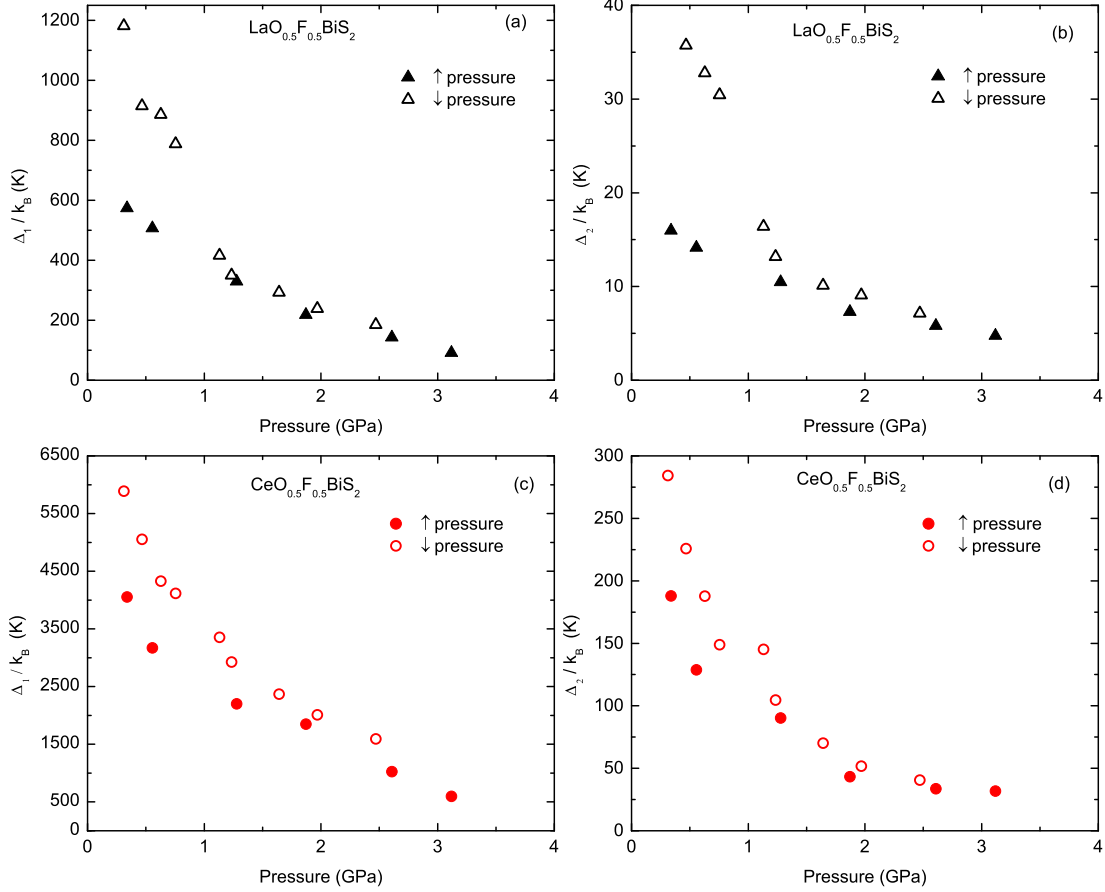 (a)
LaO0.5F0.5BiS2
↑ pressure
↓ pressure
1200
1000
800
600
400
200
0
Δ1 / kB (K)
0 1 2 3 4
Pressure (GPa)
(b)
LaO0.5F0.5BiS2
↑ pressure
↓ pressure
40
30
20
10
0
Δ2 / kB (K)
0 1 2 3 4
Pressure (GPa)
(c)
CeO0.5F0.5BiS2
↑ pressure
↓ pressure
6500
5500
4500
3500
2500
1500
500
Δ1 / kB (K)
0 1 2 3 4
Pressure (GPa)
(d)
CeO0.5F0.5BiS2
↑ pressure
↓ pressure
300
250
200
150
100
50
0
Δ2 / kB (K)
0 1 2 3 4
Pressure (GPa)